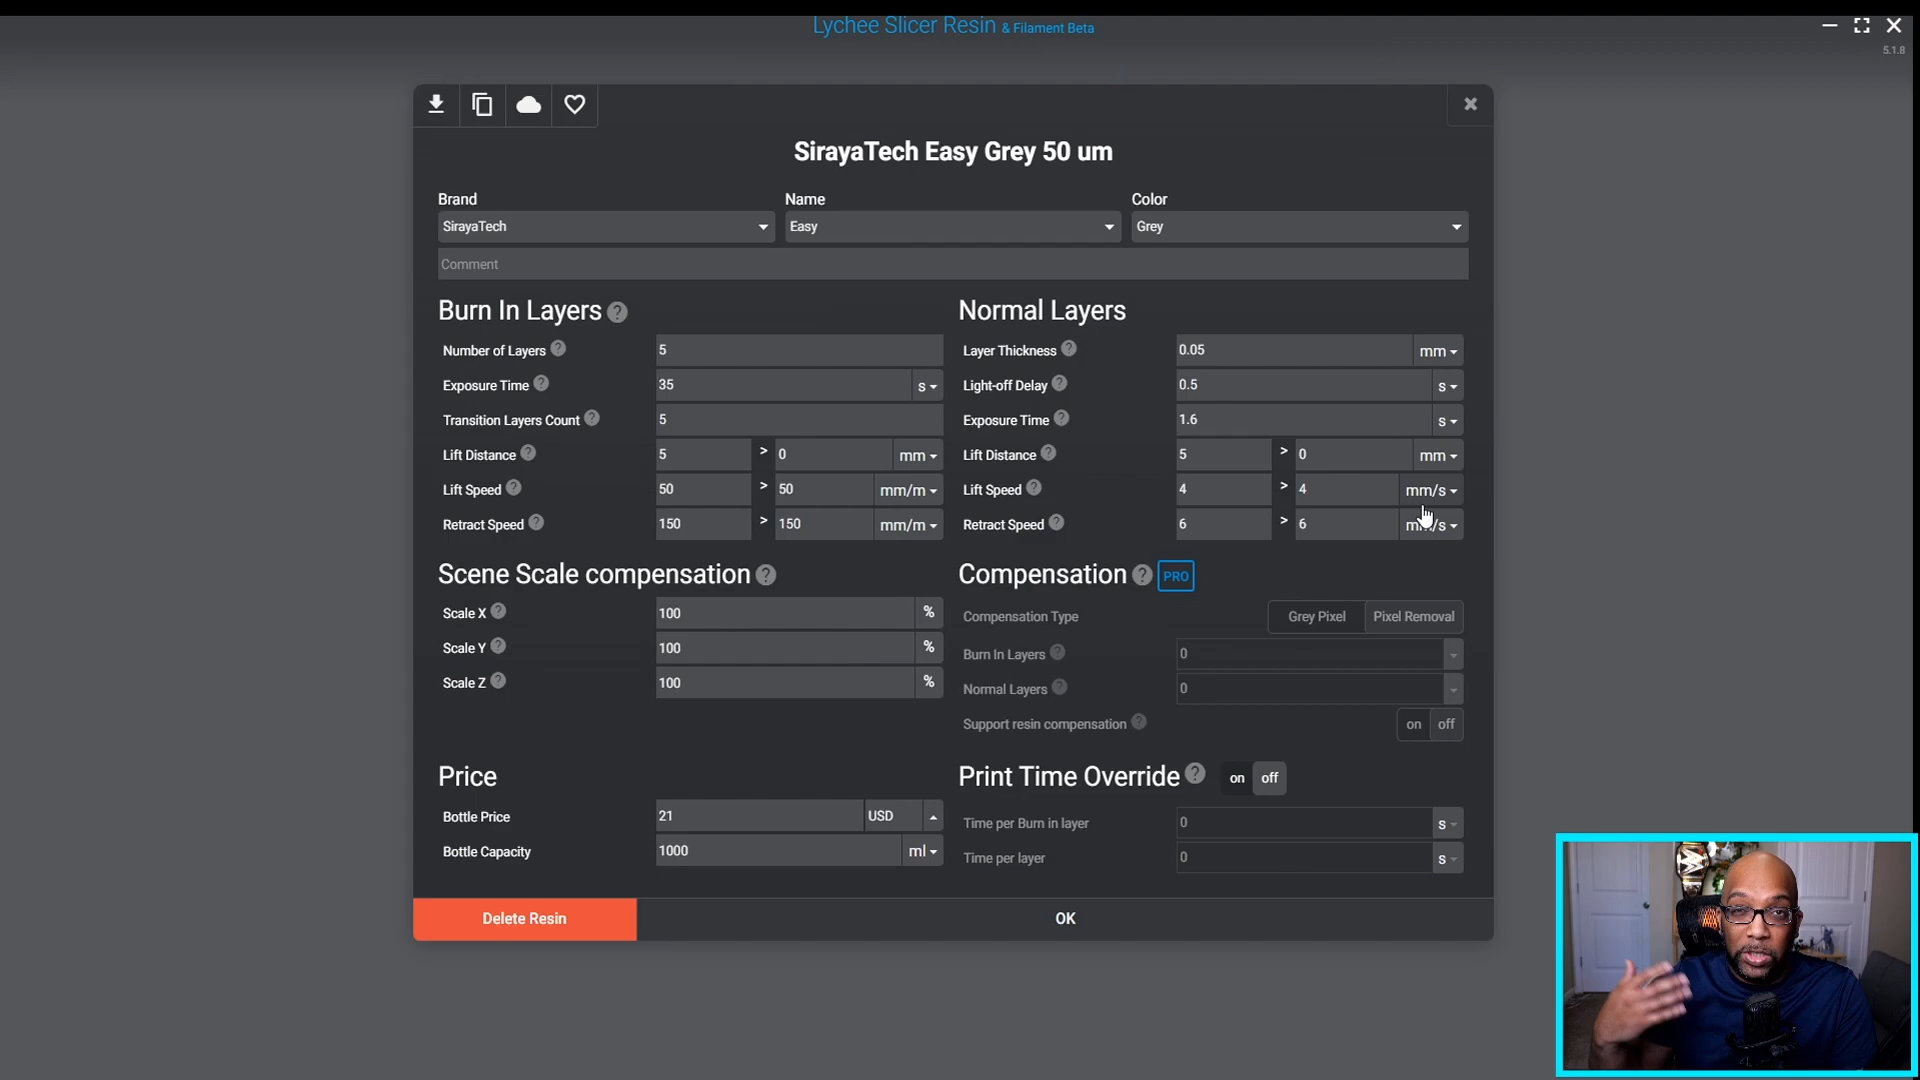 Lychee Slicer Resin & Filament Beta
5.1.8
SirayaTech Easy Grey 50 um
Brand Name Color
SirayaTech Easy Grey
Comment
Burn In Layers ?
Number of Layers ? 5
Exposure Time ? 35 s
Transition Layers Count ? 5
Lift Distance ? 5 > 0 mm
Lift Speed ? 50 > 50 mm/m
Retract Speed ? 150 > 150 mm/m
Normal Layers
Layer Thickness ? 0.05 mm
Light-off Delay ? 0.5 s
Exposure Time ? 1.6 s
Lift Distance ? 5 > 0 mm
Lift Speed ? 4 > 4 mm/s
Retract Speed ? 6 > 6 mm/s
Scene Scale compensation ?
Scale X ? 100 %
Scale Y ? 100 %
Scale Z ? 100 %
Compensation ? PRO
Compensation Type Grey Pixel Pixel Removal
Burn In Layers ? 0
Normal Layers ? 0
Support resin compensation ? on off
Price
Bottle Price 21 USD
Bottle Capacity 1000 ml
Print Time Override ? on off
Time per Burn in layer 0 s
Time per layer 0 s
Delete Resin OK